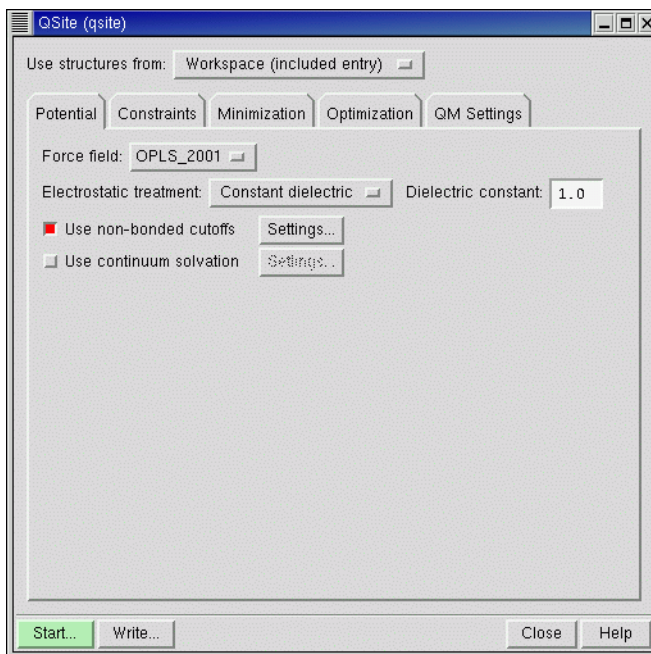 QSite (qsite)
Use structures from: Workspace (included entry)
Potential Constraints Minimization Optimization QM Settings
Force field: OPLS_2001
Electrostatic treatment: Constant dielectric Dielectric constant: 1.0
Use non-bonded cutoffs Settings...
Use continuum solvation Settings...
Start... Write... Close Help